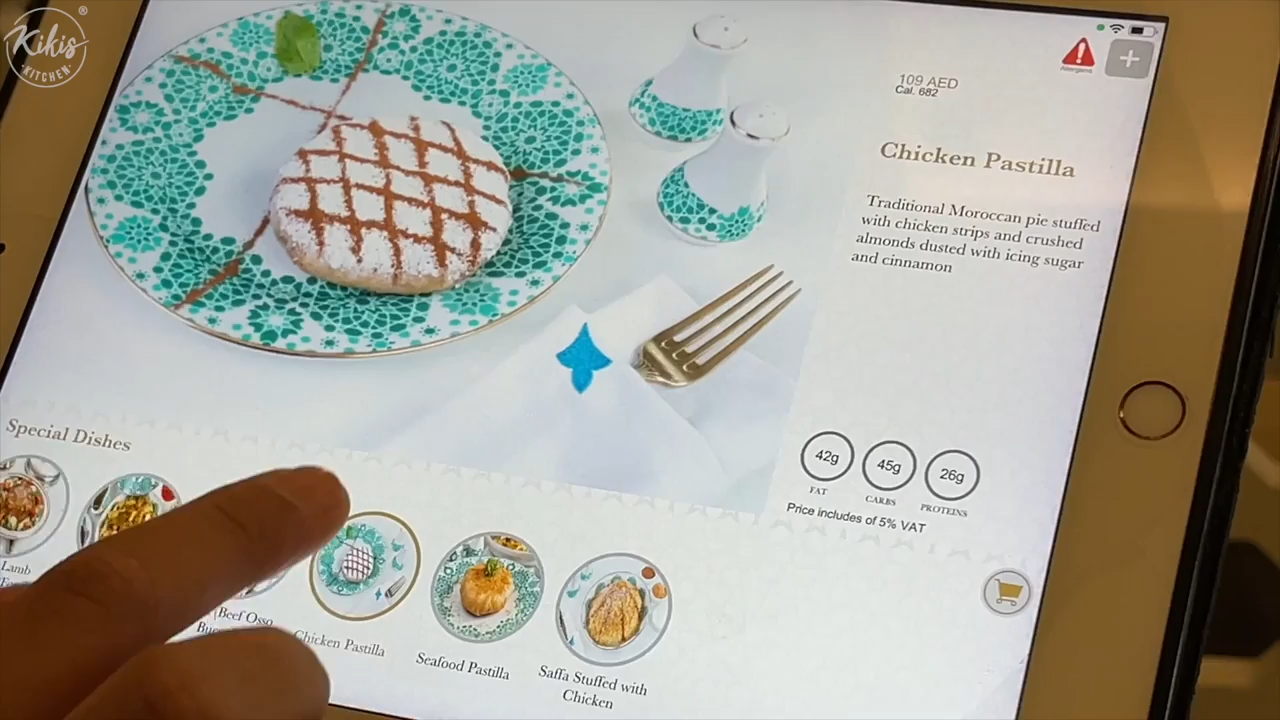 Kikis
KITCHEN
®
Allergens
109 AED
Cal. 682
Chicken Pastilla
Traditional Moroccan pie stuffed
with chicken strips and crushed
almonds dusted with icing sugar
and cinnamon
42g
45g
26g
FAT
CARBS
PROTEINS
Price includes of 5% VAT
Special Dishes
Lamb
Beef Osso
Chicken Pastilla
Seafood Pastilla
Saffa Stuffed with
Chicken